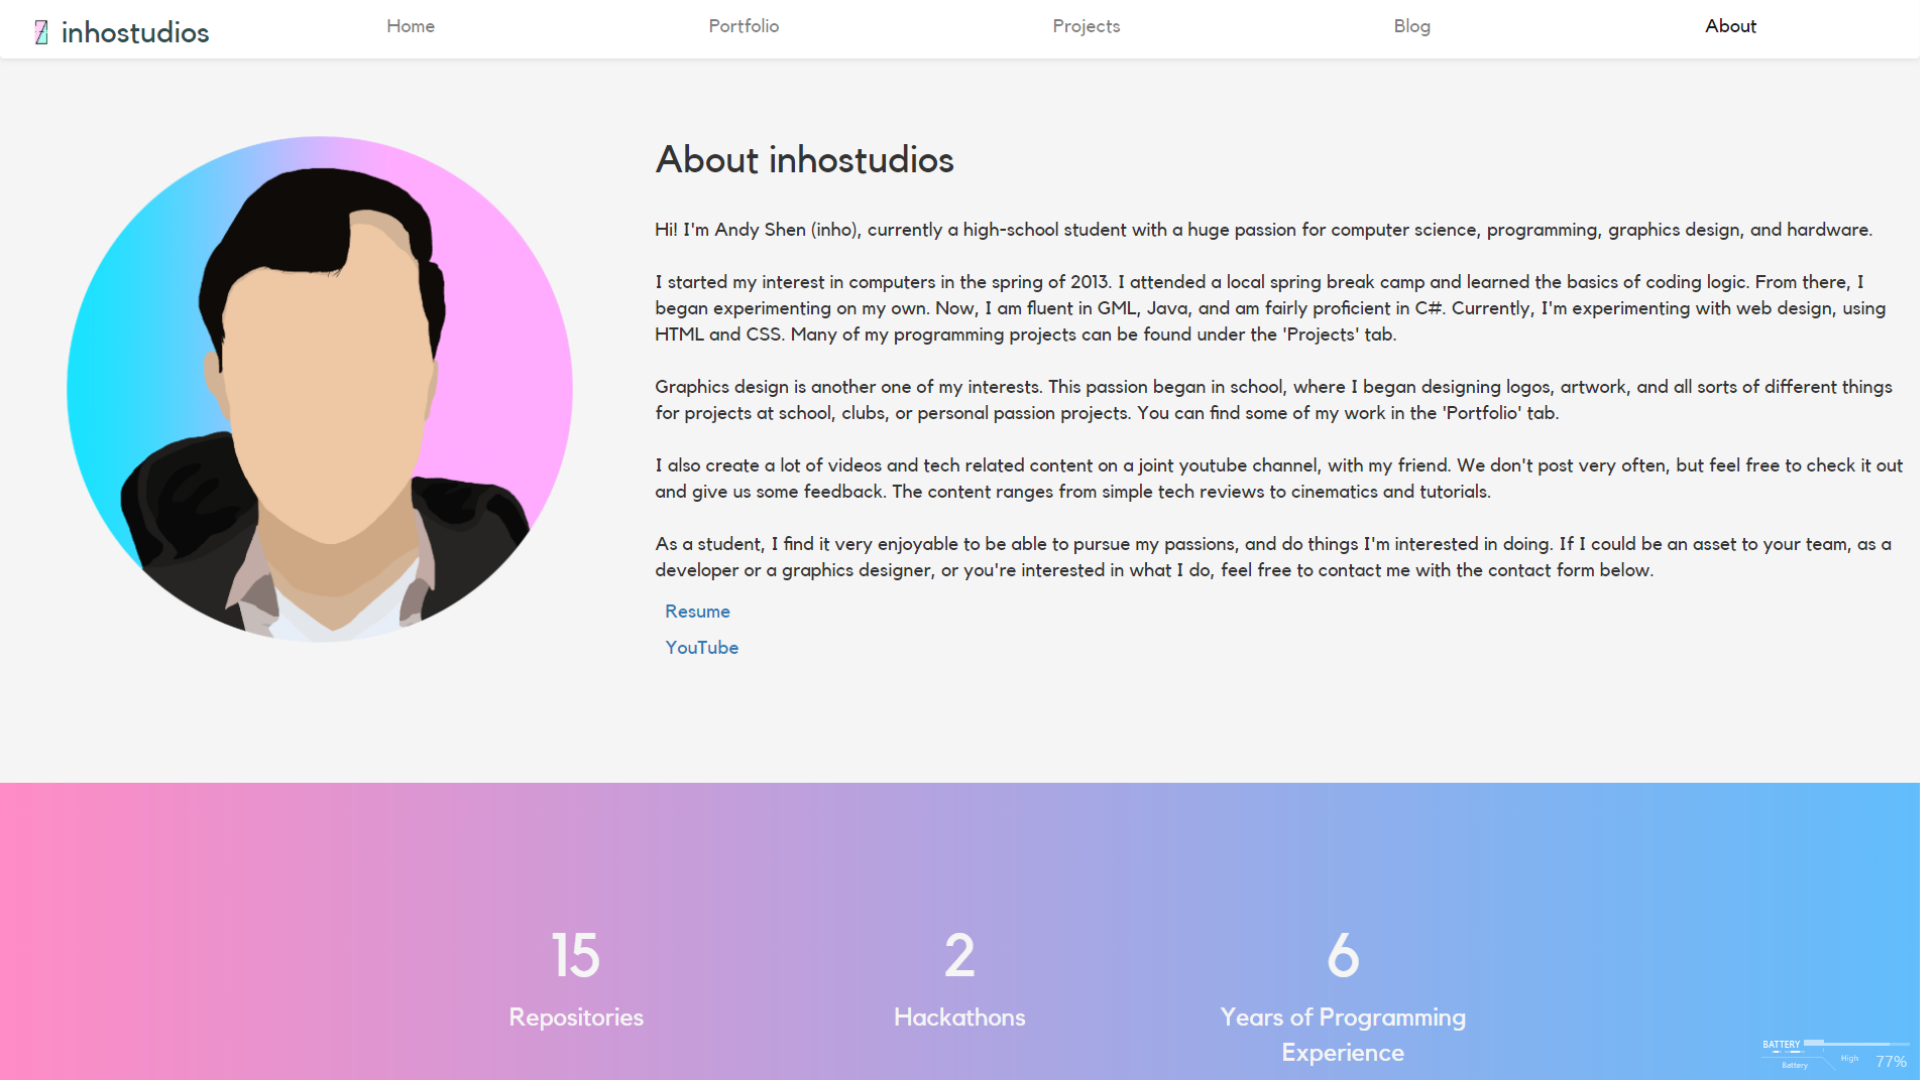 inhostudios
Home
Portfolio
Projects
Blog
About
About inhostudios
Hi! I'm Andy Shen (inho), currently a high-school student with a huge passion for computer science, programming, graphics design, and hardware.
I started my interest in computers in the spring of 2013. I attended a local spring break camp and learned the basics of coding logic. From there, I
began experimenting on my own. Now, I am fluent in GML, Java, and am fairly proficient in C#. Currently, I'm experimenting with web design, using
HTML and CSS. Many of my programming projects can be found under the 'Projects' tab.
Graphics design is another one of my interests. This passion began in school, where I began designing logos, artwork, and all sorts of different things
for projects at school, clubs, or personal passion projects. You can find some of my work in the 'Portfolio' tab.
I also create a lot of videos and tech related content on a joint youtube channel, with my friend. We don't post very often, but feel free to check it out
and give us some feedback. The content ranges from simple tech reviews to cinematics and tutorials.
As a student, I find it very enjoyable to be able to pursue my passions, and do things I'm interested in doing. If I could be an asset to your team, as a
developer or a graphics designer, or you're interested in what I do, feel free to contact me with the contact form below.
Resume
YouTube
15
Repositories
2
Hackathons
6
Years of Programming
Experience
BATTERY
Battery
High
77%